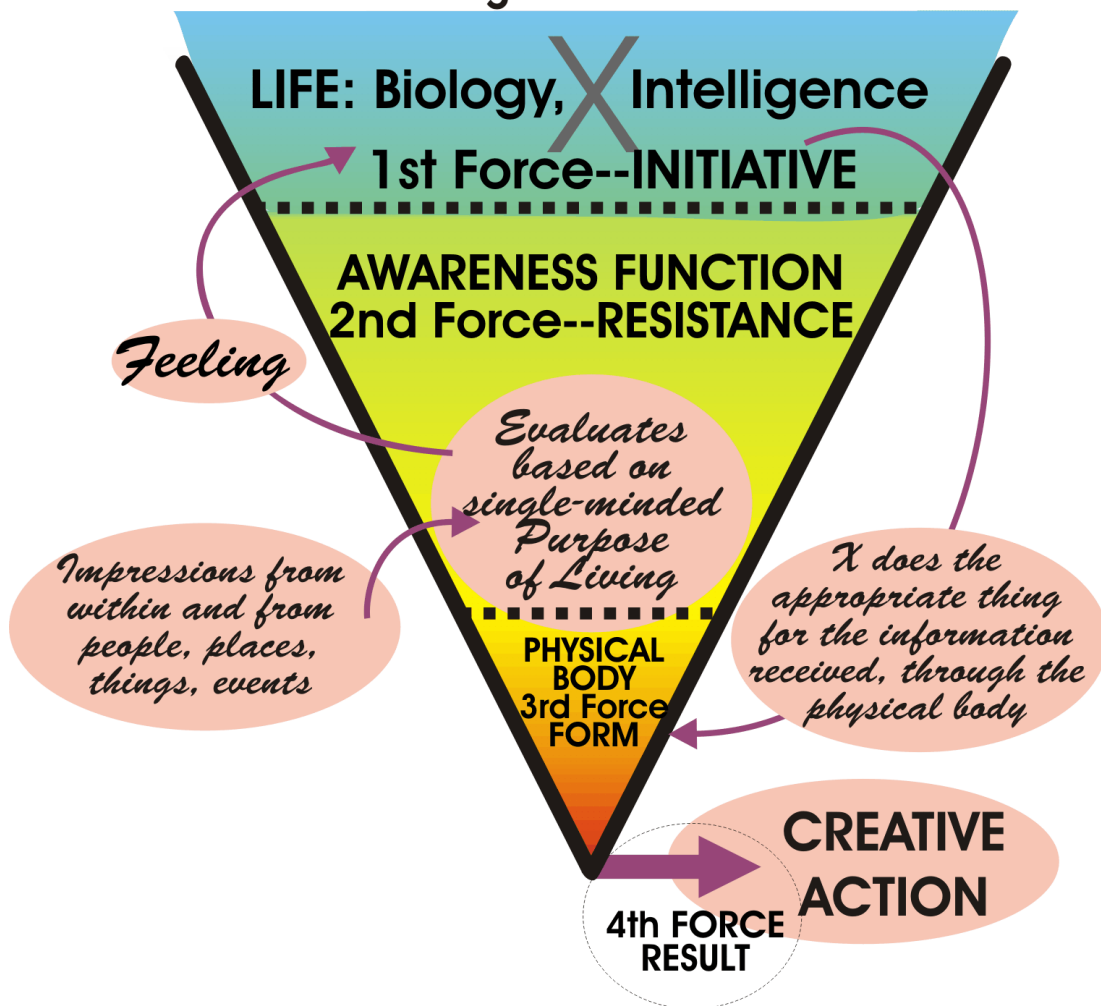 LIFE: Biology, X Intelligence
1st Force--INITIATIVE
AWARENESS FUNCTION
2nd Force--RESISTANCE
Feeling
Evaluates
based on
single-minded
Purpose
of Living
Impressions from
within and from
people, places,
things, events
X does the
appropriate thing
for the information
received, through the
physical body
PHYSICAL
BODY
3rd Force
FORM
CREATIVE
ACTION
4th FORCE
RESULT